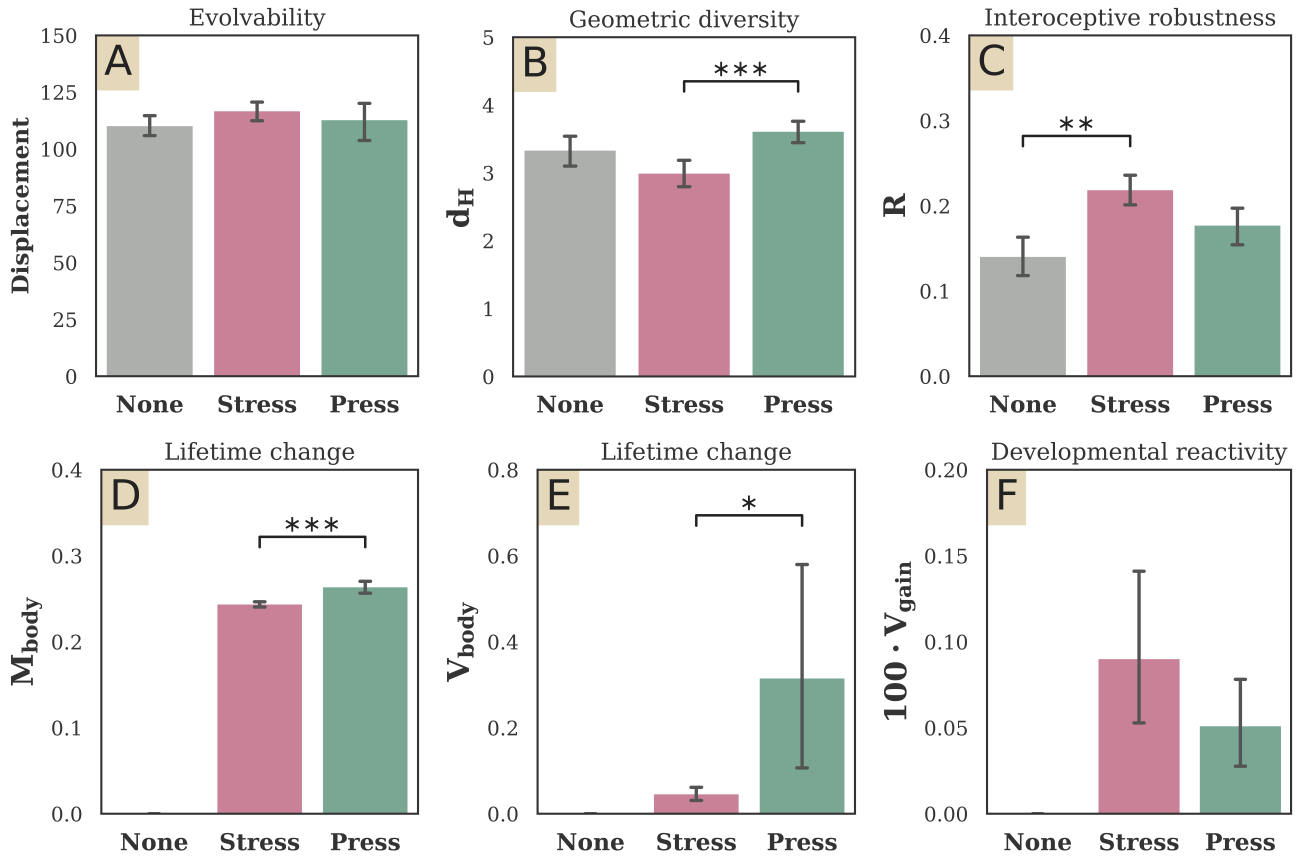 Evolvability
A
Displacement
150
125
100
75
50
25
0
None Stress Press
Geometric diversity
B
d_H
5
4
3
2
1
0
***
None Stress Press
Interoceptive robustness
C
R
0.4
0.3
0.2
0.1
0.0
**
None Stress Press
Lifetime change
D
M_body
0.4
0.3
0.2
0.1
0.0
***
None Stress Press
Lifetime change
E
V_body
0.8
0.6
0.4
0.2
0.0
*
None Stress Press
Developmental reactivity
F
100 · V_gain
0.20
0.15
0.10
0.05
0.00
None Stress Press